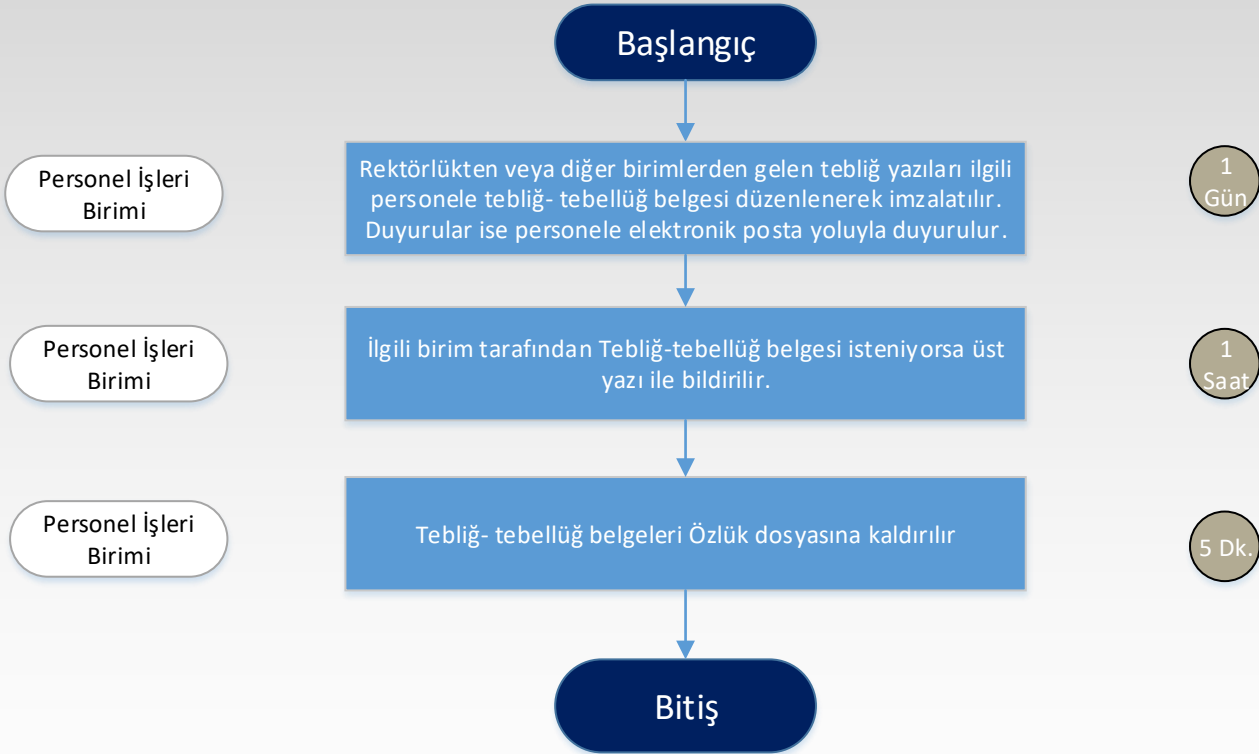 Başlangıç
Personel İşleri
Birimi
Rektörlükten veya diğer birimlerden gelen tebliğ yazıları ilgili
personele tebliğ- tebellüğ belgesi düzenlenerek imzalatılır.
Duyurular ise personele elektronik posta yoluyla duyurulur.
1
Gün
Personel İşleri
Birimi
İlgili birim tarafından Tebliğ-tebellüğ belgesi isteniyorsa üst
yazı ile bildirilir.
1
Saat
Personel İşleri
Birimi
Tebliğ- tebellüğ belgeleri Özlük dosyasına kaldırılır
5 Dk.
Bitiş